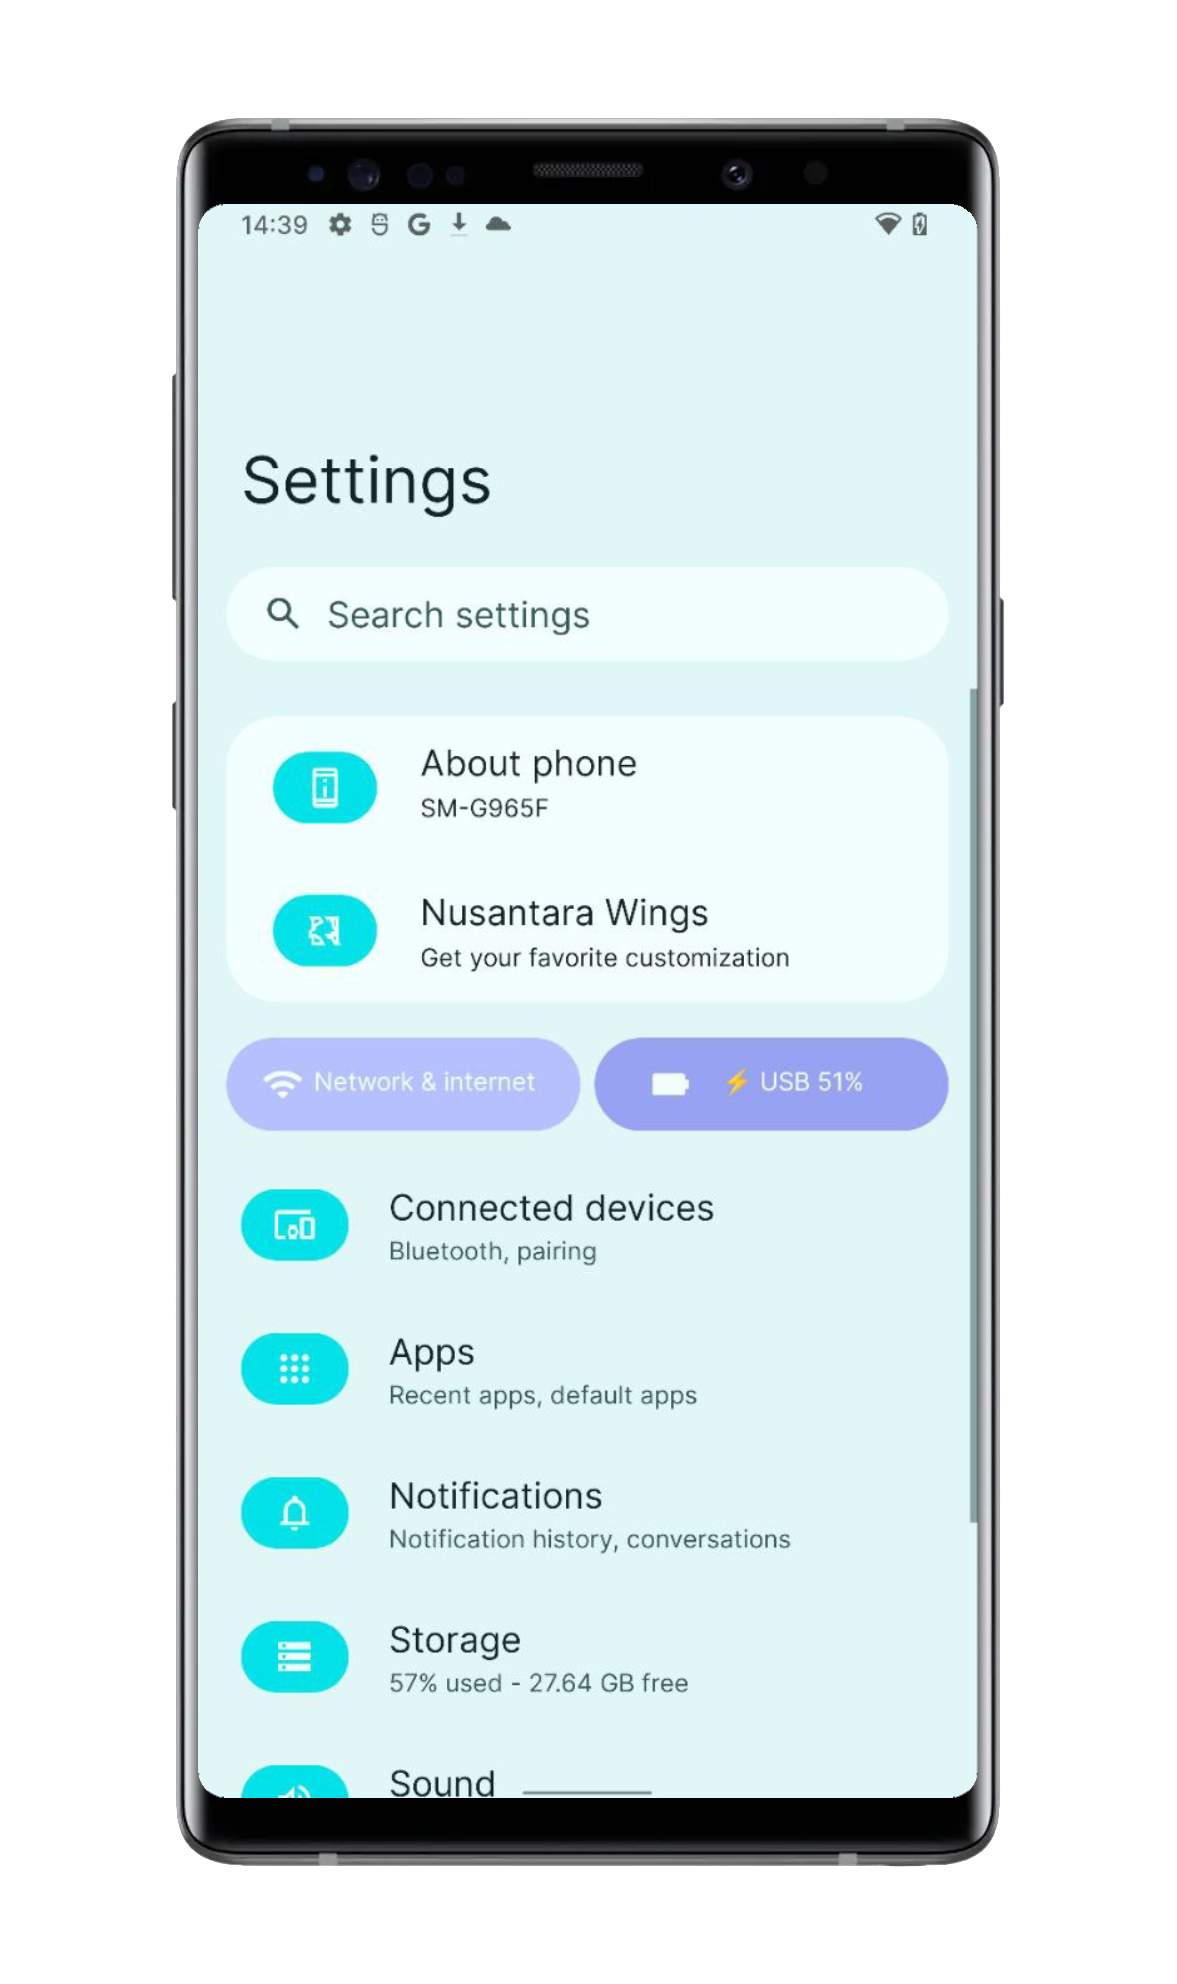 14:39
Settings
Search settings
About phone
SM-G965F
Nusantara Wings
Get your favorite customization
Network & internet
⚡ USB 51%
Connected devices
Bluetooth, pairing
Apps
Recent apps, default apps
Notifications
Notification history, conversations
Storage
57% used - 27.64 GB free
Sound